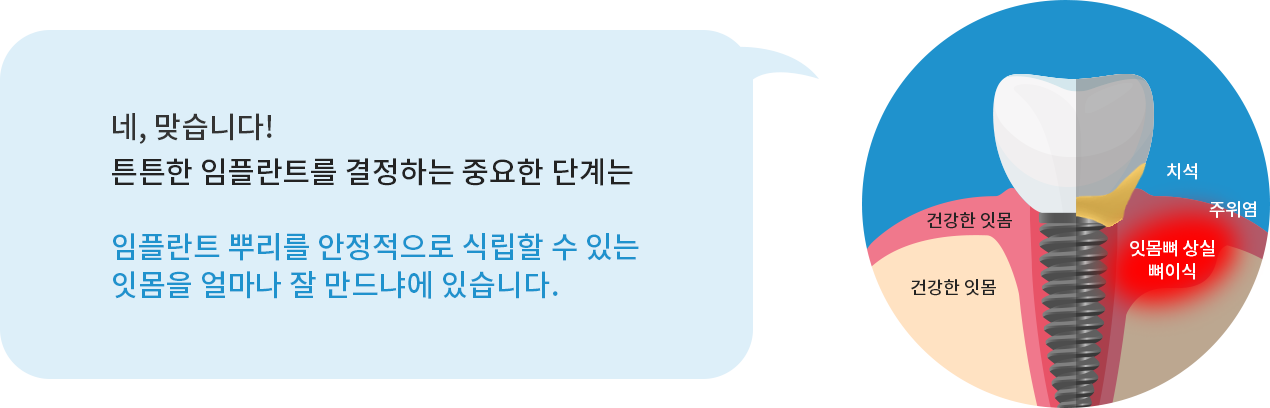 네, 맞습니다!
튼튼한 임플란트를 결정하는 중요한 단계는
임플란트 뿌리를 안정적으로 식립할 수 있는
잇몸을 얼마나 잘 만드냐에 있습니다.
치석
주위염
건강한 잇몸
잇몸뼈 상실
뼈이식
건강한 잇몸